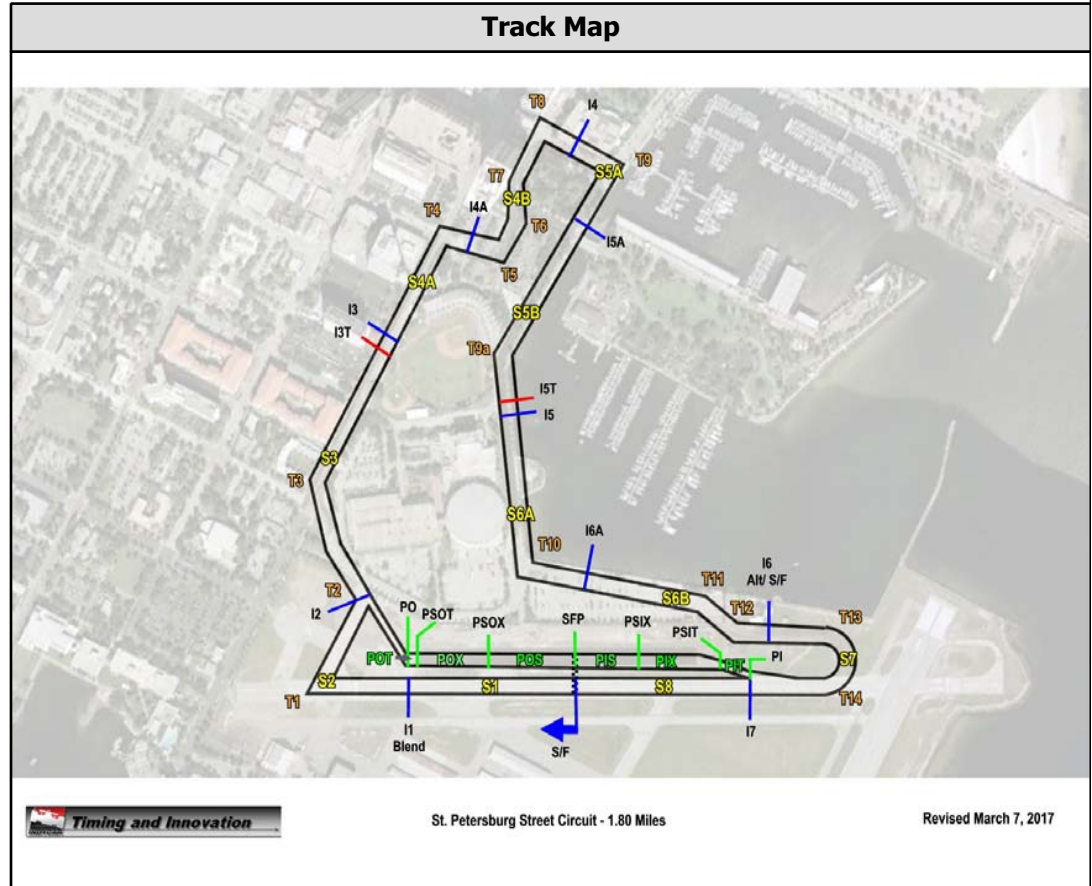 Track Map
T8
I4
T9
S5A
T7
S4B
I4A
T4
T6
I5A
T5
S4A
I3
S5B
I3T
T9a
I5T
I5
S3
T3
S6A
I6A
T10
I6
Alt/ S/F
T11
S6B
T12
T13
T2
I2
PO
PSOT
PSOX
SFP
PSIX
PSIT
PI
S7
POT
POX
POS
PIS
PIX
PIT
S2
S1
S8
T1
T14
I1
Blend
S/F
I7
Timing and Innovation
St. Petersburg Street Circuit - 1.80 Miles
Revised March 7, 2017